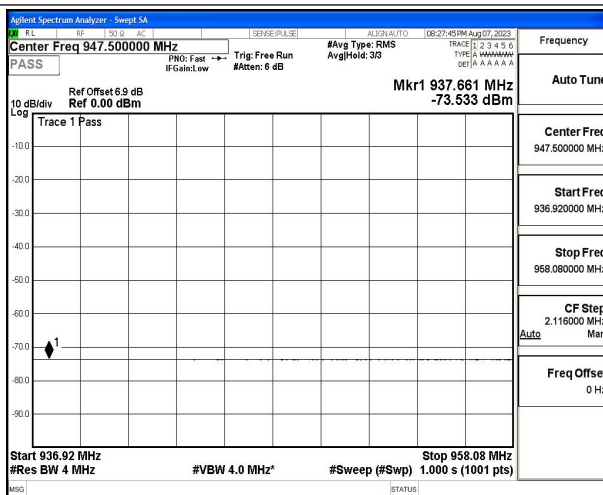 Agilent Spectrum Analyzer - Swept SA
RL RF 50 Ω AC SENSE:PULSE ALIGN AUTO 08:27:45 PM Aug 07, 2023
Center Freq 947.500000 MHz #Avg Type: RMS TRACE 1 2 3 4 5 6
PASS PNO: Fast Trig: Free Run Avg|Hold: 3/3 TYPE A WWWWW
IFGain:Low #Atten: 6 dB DET A A A A A A
Mkr1 937.661 MHz
-73.533 dBm
Ref Offset 6.9 dB
10 dB/div Ref 0.00 dBm
Log
Trace 1 Pass
-10.0
-20.0
-30.0
-40.0
-50.0
-60.0
-70.0
1
-80.0
-90.0
Start 936.92 MHz Stop 958.08 MHz
#Res BW 4 MHz #VBW 4.0 MHz* #Sweep (#Swp) 1.000 s (1001 pts)
MSG STATUS
Frequency
Auto Tune
Center Freq
947.500000 MHz
Start Freq
936.920000 MHz
Stop Freq
958.080000 MHz
CF Step
2.116000 MHz
Auto Man
Freq Offset
0 Hz